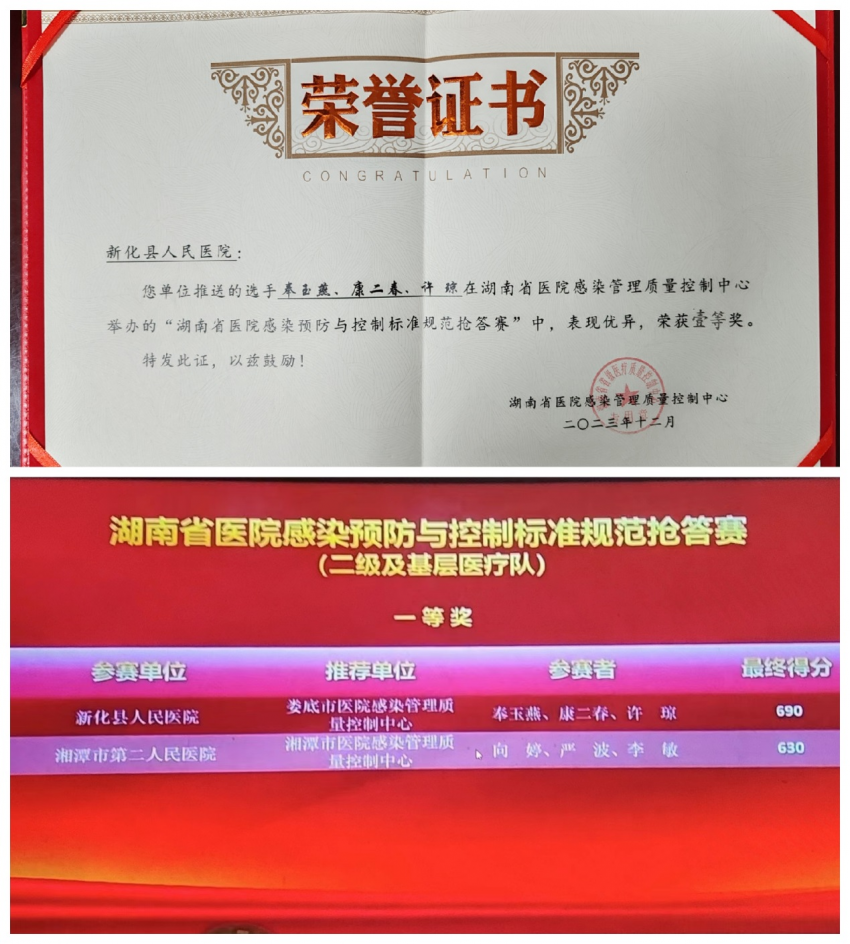 荣誉证书
CONGRATULATION
新化县人民医院：
您单位推送的选手奉玉燕、康二春、许 琼在湖南省医院感染管理质量控制中心
举办的“湖南省医院感染预防与控制标准规范抢答赛”中，表现优异，荣获壹等奖。
特发此证，以兹鼓励！
湖南省医院感染管理质量控制中心
二〇二三年十二月
湖南省医院感染预防与控制标准规范抢答赛
（二级及基层医疗队）
一等奖
参赛单位 推荐单位 参赛者 最终得分
新化县人民医院 娄底市医院感染管理质量控制中心 奉玉燕、康二春、许 琼 690
湘潭市第二人民医院 湘潭市医院感染管理质量控制中心 向 婷、严 波、李 敏 630